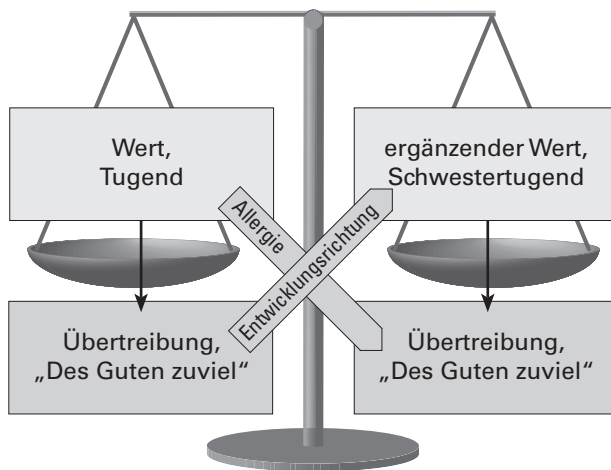 Wert,
Tugend
ergänzender Wert,
Schwestertugend
Allergie
Entwicklungsrichtung
Übertreibung,
„Des Guten zuviel“
Übertreibung,
„Des Guten zuviel“